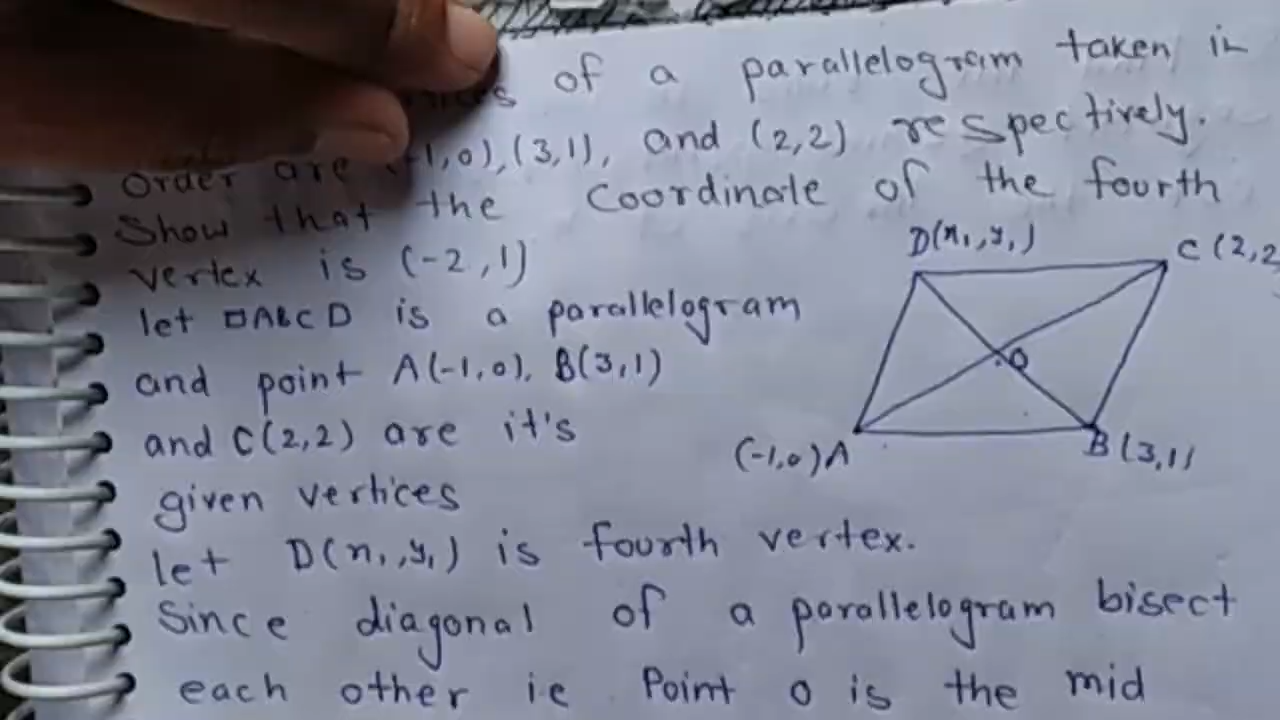 of a parallelogram taken in
order are (-1,0),(3,1), and (2,2) respectively.
Show that the Coordinate of the fourth
vertex is (-2,1)
D(x₁,y₁)
C(2,2
let □ABCD is a parallelogram
and point A(-1,0), B(3,1)
O
and C(2,2) are it's
(-1,0)A
B(3,1)
given vertices
let D(x₁,y₁) is fourth vertex.
Since diagonal of a parallelogram bisect
each other ie Point O is the mid